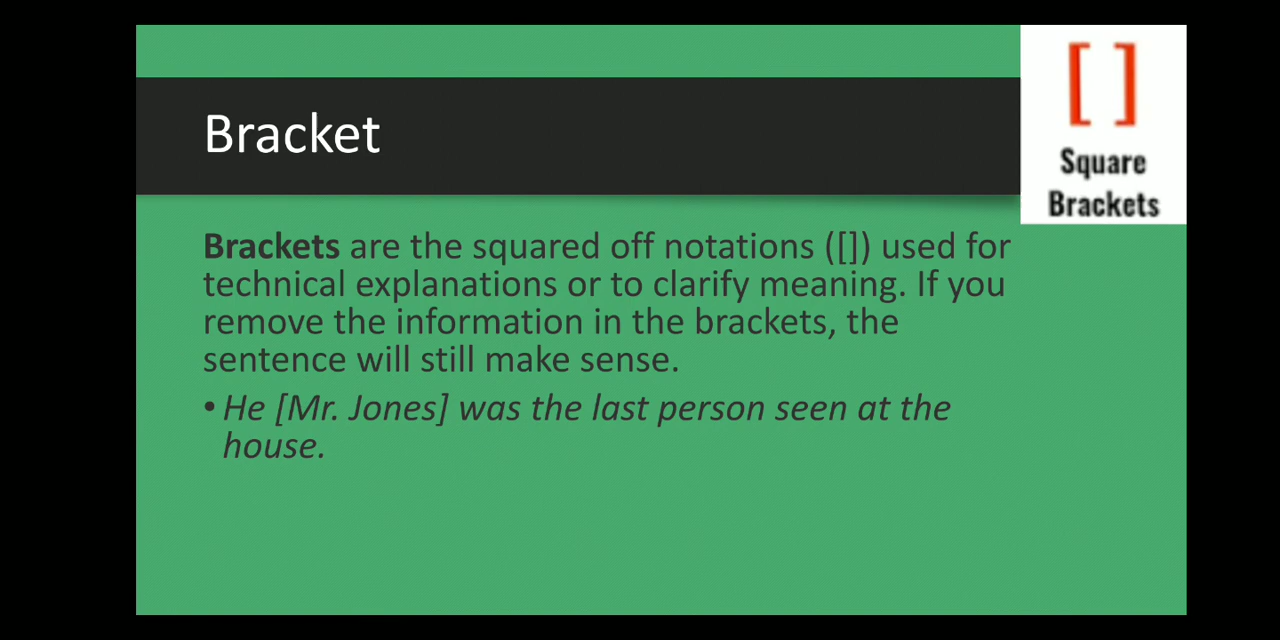 Bracket
[ ]
Square
Brackets
Brackets are the squared off notations ([]) used for
technical explanations or to clarify meaning. If you
remove the information in the brackets, the
sentence will still make sense.
• He [Mr. Jones] was the last person seen at the
house.